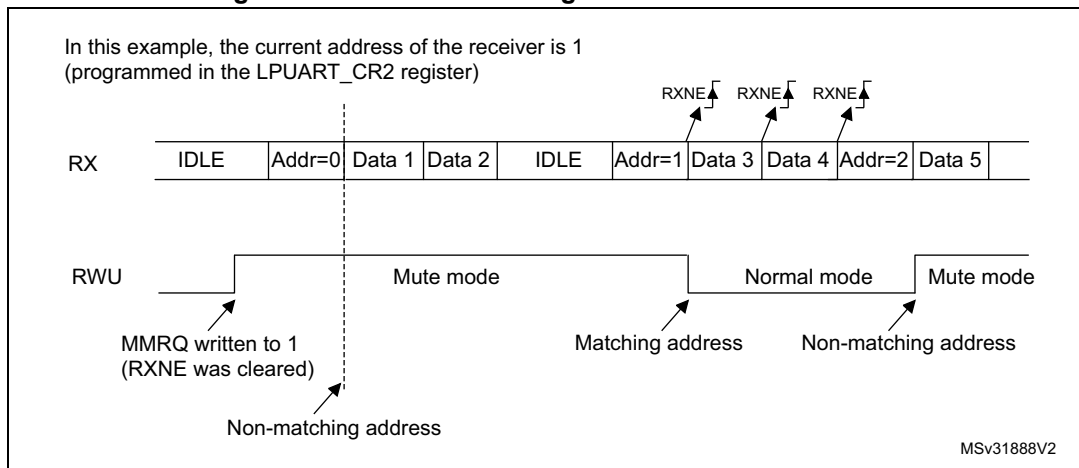 In this example, the current address of the receiver is 1
(programmed in the LPUART_CR2 register)
RXNE RXNE RXNE
RX IDLE Addr=0 Data 1 Data 2 IDLE Addr=1 Data 3 Data 4 Addr=2 Data 5
RWU Mute mode Normal mode Mute mode
MMRQ written to 1
(RXNE was cleared)
Matching address Non-matching address
Non-matching address
MSv31888V2